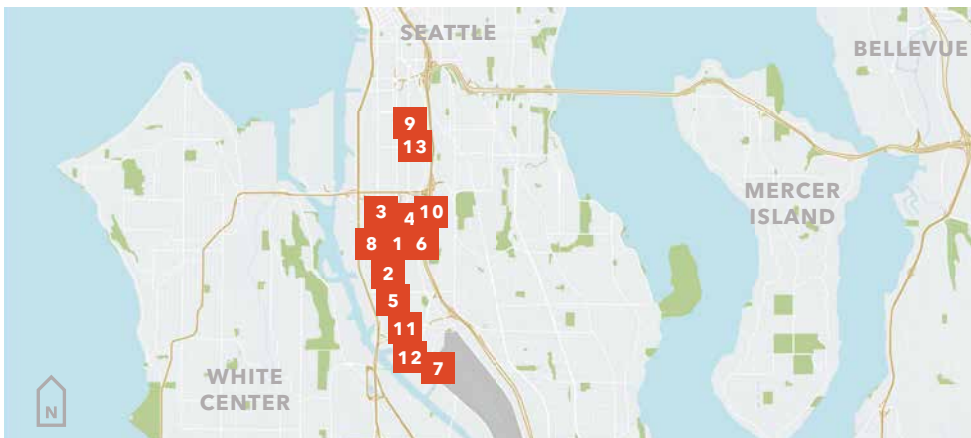 SEATTLE
BELLEVUE
9
13
MERCER
ISLAND
3
4
10
8
1
6
2
5
11
12
7
WHITE
CENTER
N